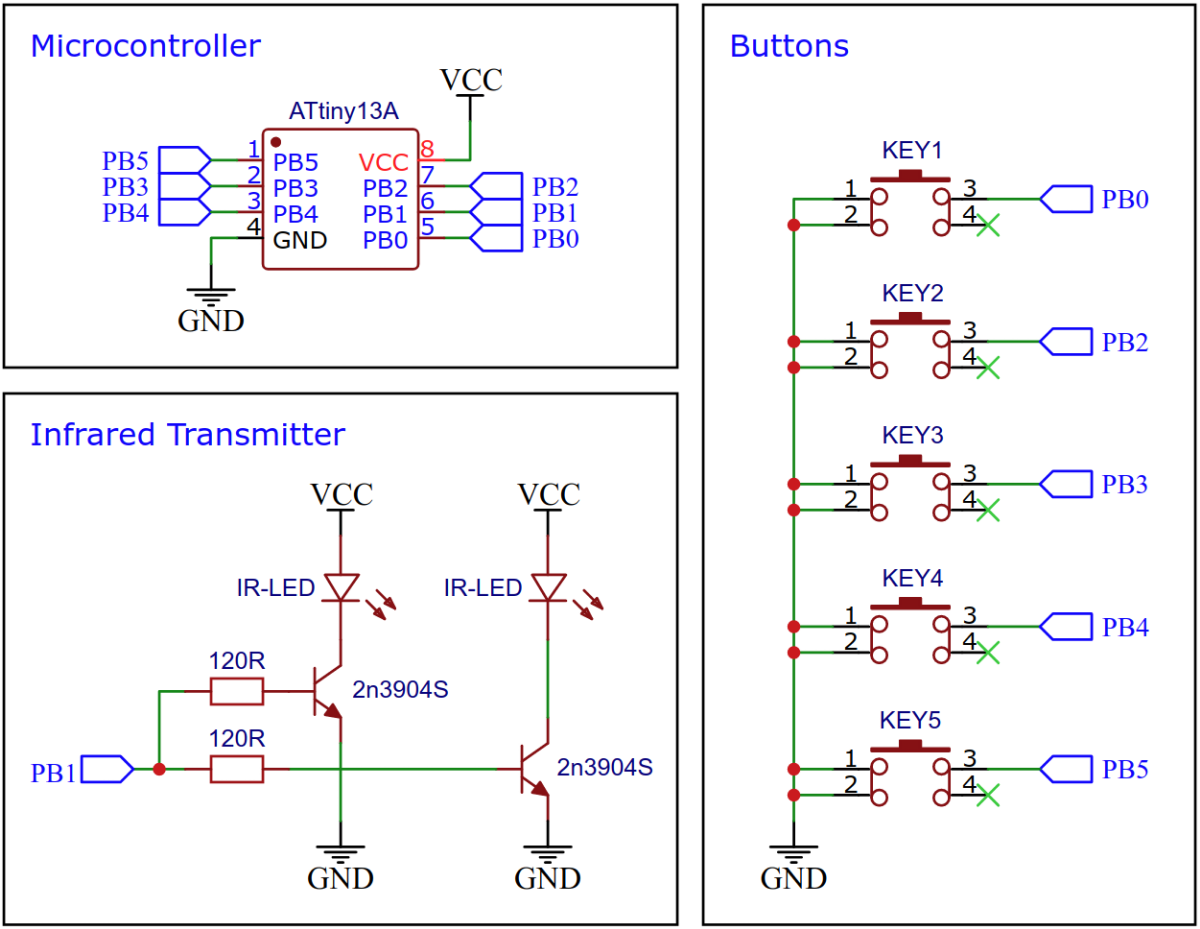 Microcontroller
VCC
ATtiny13A
PB5 1 PB5 VCC 8
PB3 2 PB3 PB2 7 PB2
PB4 3 PB4 PB1 6 PB1
4 GND PB0 5 PB0
GND
Infrared Transmitter
VCC VCC
IR-LED IR-LED
120R
2n3904S
120R
PB1 2n3904S
GND GND
Buttons
KEY1
1 3 PB0
2 4
KEY2
1 3 PB2
2 4
KEY3
1 3 PB3
2 4
KEY4
1 3 PB4
2 4
KEY5
1 3 PB5
2 4
GND